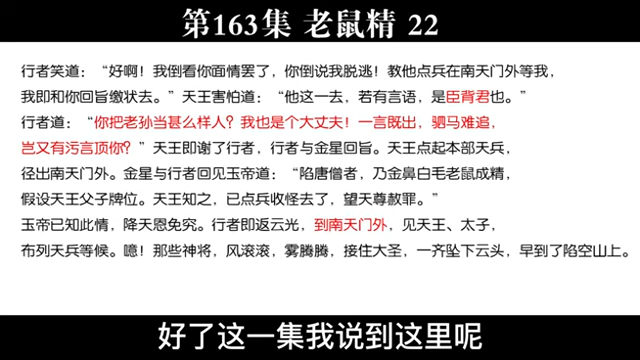 第163集 老鼠精 22
行者笑道：“好啊！我倒看你面情罢了，你倒说我脱逃！教他点兵在南天门外等我，
我即和你回旨缴状去。”天王害怕道：“他这一去，若有言语，是臣背君也。”
行者道：“你把老孙当甚么样人？我也是个大丈夫！一言既出，驷马难追，
岂又有污言顶你？”天王即谢了行者，行者与金星回旨。天王点起本部天兵，
径出南天门外。金星与行者回见玉帝道：“陷唐僧者，乃金鼻白毛老鼠成精，
假设天王父子牌位。天王知之，已点兵收怪去了，望天尊赦罪。”
玉帝已知此情，降天恩免究。行者即返云光，到南天门外，见天王、太子，
布列天兵等候。噫！那些神将，风滚滚，雾腾腾，接住大圣，一齐坠下云头，早到了陷空山上。
好了这一集我说到这里呢